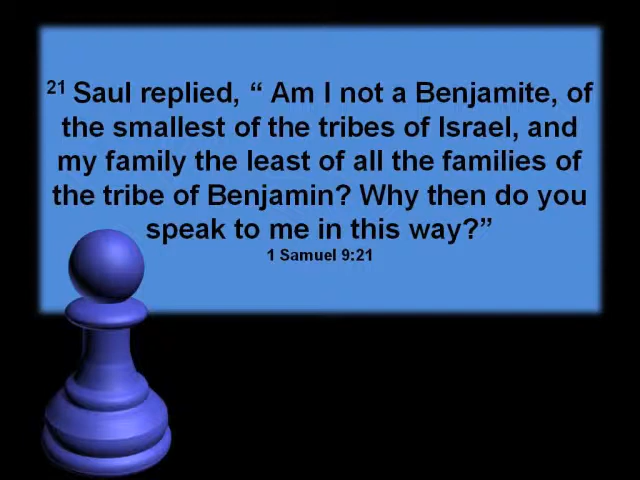 21 Saul replied, “ Am I not a Benjamite, of
the smallest of the tribes of Israel, and
my family the least of all the families of
the tribe of Benjamin? Why then do you
speak to me in this way?”
1 Samuel 9:21